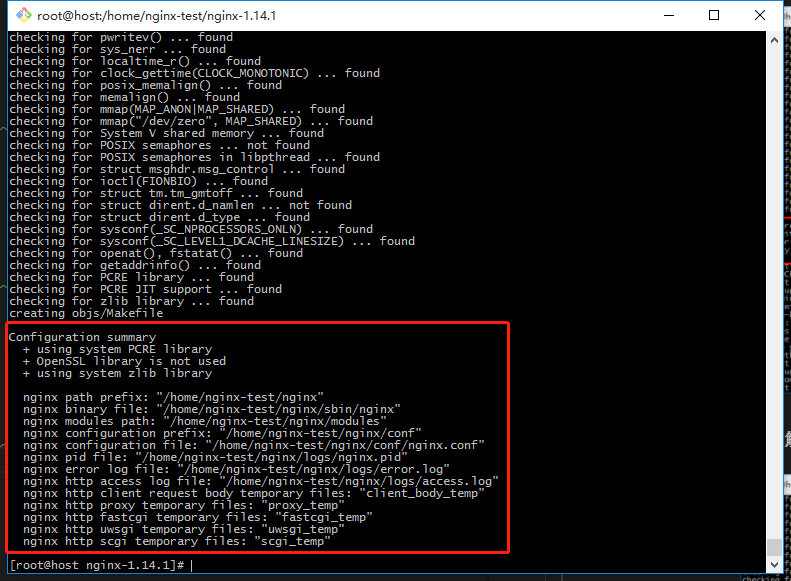 root@host:/home/nginx-test/nginx-1.14.1
checking for pwritev() ... found
checking for sys_nerr ... found
checking for localtime_r() ... found
checking for clock_gettime(CLOCK_MONOTONIC) ... found
checking for posix_memalign() ... found
checking for memalign() ... found
checking for mmap(MAP_ANON|MAP_SHARED) ... found
checking for mmap("/dev/zero", MAP_SHARED) ... found
checking for System V shared memory ... found
checking for POSIX semaphores ... not found
checking for POSIX semaphores in libpthread ... found
checking for struct msghdr.msg_control ... found
checking for ioctl(FIONBIO) ... found
checking for struct tm.tm_gmtoff ... found
checking for struct dirent.d_namlen ... not found
checking for struct dirent.d_type ... found
checking for sysconf(_SC_NPROCESSORS_ONLN) ... found
checking for sysconf(_SC_LEVEL1_DCACHE_LINESIZE) ... found
checking for openat(), fstatat() ... found
checking for getaddrinfo() ... found
checking for PCRE library ... found
checking for PCRE JIT support ... found
checking for zlib library ... found
creating objs/Makefile
Configuration summary
+ using system PCRE library
+ OpenSSL library is not used
+ using system zlib library
nginx path prefix: "/home/nginx-test/nginx"
nginx binary file: "/home/nginx-test/nginx/sbin/nginx"
nginx modules path: "/home/nginx-test/nginx/modules"
nginx configuration prefix: "/home/nginx-test/nginx/conf"
nginx configuration file: "/home/nginx-test/nginx/conf/nginx.conf"
nginx pid file: "/home/nginx-test/nginx/logs/nginx.pid"
nginx error log file: "/home/nginx-test/nginx/logs/error.log"
nginx http access log file: "/home/nginx-test/nginx/logs/access.log"
nginx http client request body temporary files: "client_body_temp"
nginx http proxy temporary files: "proxy_temp"
nginx http fastcgi temporary files: "fastcgi_temp"
nginx http uwsgi temporary files: "uwsgi_temp"
nginx http scgi temporary files: "scgi_temp"
[root@host nginx-1.14.1]#